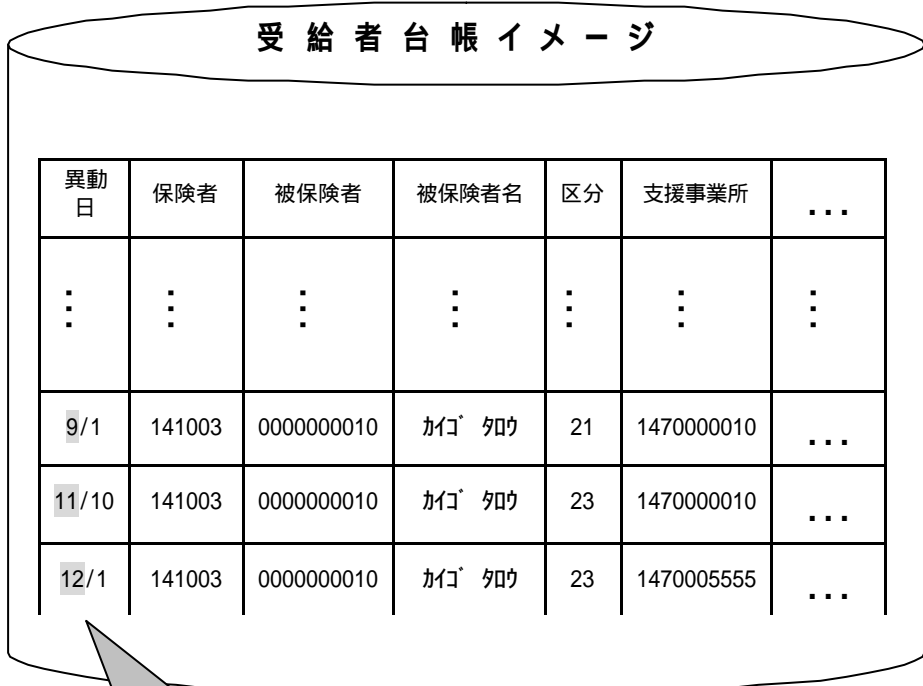 受給者台帳イメージ
異動日 保険者 被保険者 被保険者名 区分 支援事業所 ...
⋮ ⋮ ⋮ ⋮ ⋮ ⋮ ⋮
9/1 141003 0000000010 ｶｲｺﾞ ﾀﾛｳ 21 1470000010 ...
11/10 141003 0000000010 ｶｲｺﾞ ﾀﾛｳ 23 1470000010 ...
12/1 141003 0000000010 ｶｲｺﾞ ﾀﾛｳ 23 1470005555 ...